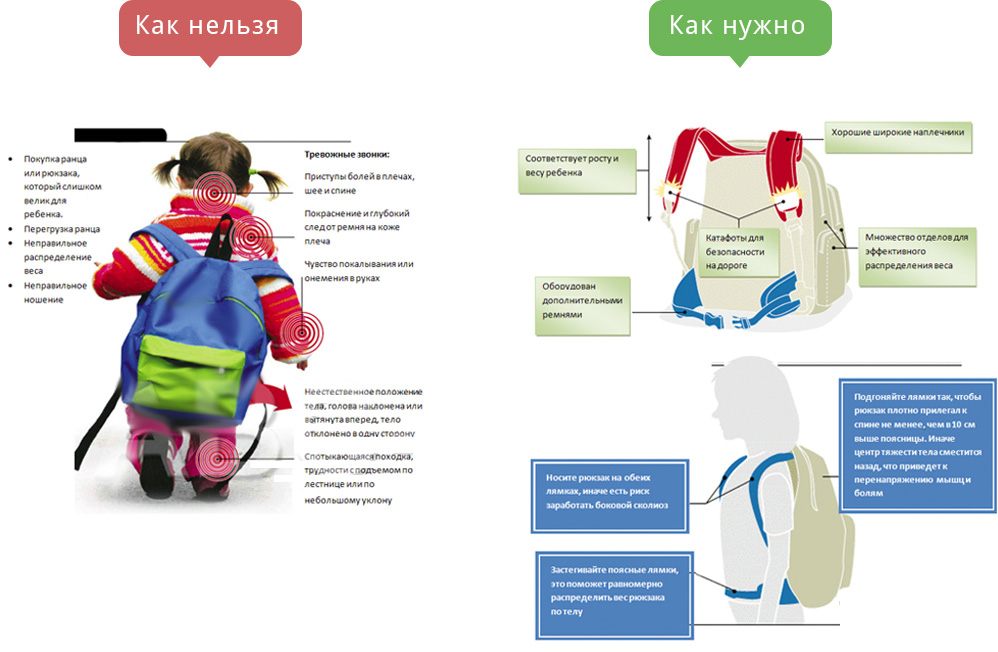 Как нельзя
Как нужно
Покупка ранца
или рюкзака,
который слишком
велик для
ребенка.
Перегрузка ранца
Неправильное
распределение
веса
Неправильное
ношение
Тревожные звонки:
Приступы болей в плечах,
шее и спине
Покраснение и глубокий
след от ремня на коже
плеча
Чувство покалывания или
онемения в руках
Неестественное положение
тела, голова наклонена или
вытянута вперед, тело
отклонено в одну сторону
Спотыкающаяся походка,
трудности с подъемом по
лестнице или по
небольшому уклону
Соответствует росту и
весу ребенка
Хорошие широкие наплечники
Катафоты для
безопасности
на дороге
Множество отделов для
эффективного
распределения веса
Оборудован
дополнительными
ремнями
Подгоняйте лямки так, чтобы
рюкзак плотно прилегал к
спине не менее, чем в 10 см
выше поясницы. Иначе
центр тяжести тела сместится
назад, что приведет к
перенапряжению мышц и
болям
Носите рюкзак на обеих
лямках, иначе есть риск
заработать боковой сколиоз
Застегивайте поясные лямки,
это поможет равномерно
распределить вес рюкзака
по телу